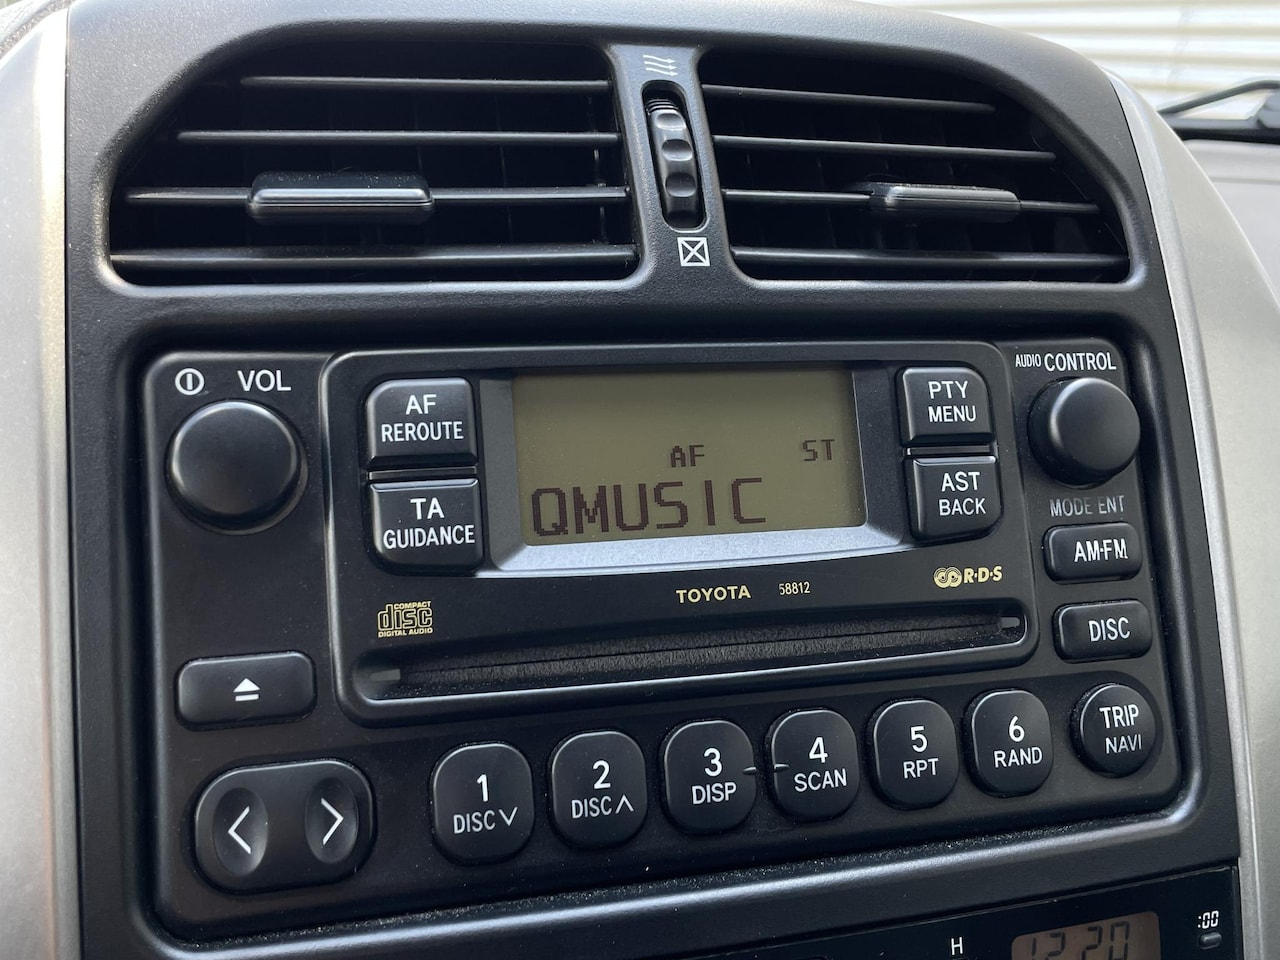 VOL
AF
REROUTE
TA
GUIDANCE
AF ST
QMUSIC
PTY
MENU
AST
BACK
AUDIO CONTROL
MODE ENT
AM·FM
DISC
TRIP
NAVI
TOYOTA 58812
R·D·S
COMPACT
disc
DIGITAL AUDIO
1
DISC
2
DISC
3
DISP
4
SCAN
5
RPT
6
RAND
H
12:20
:00